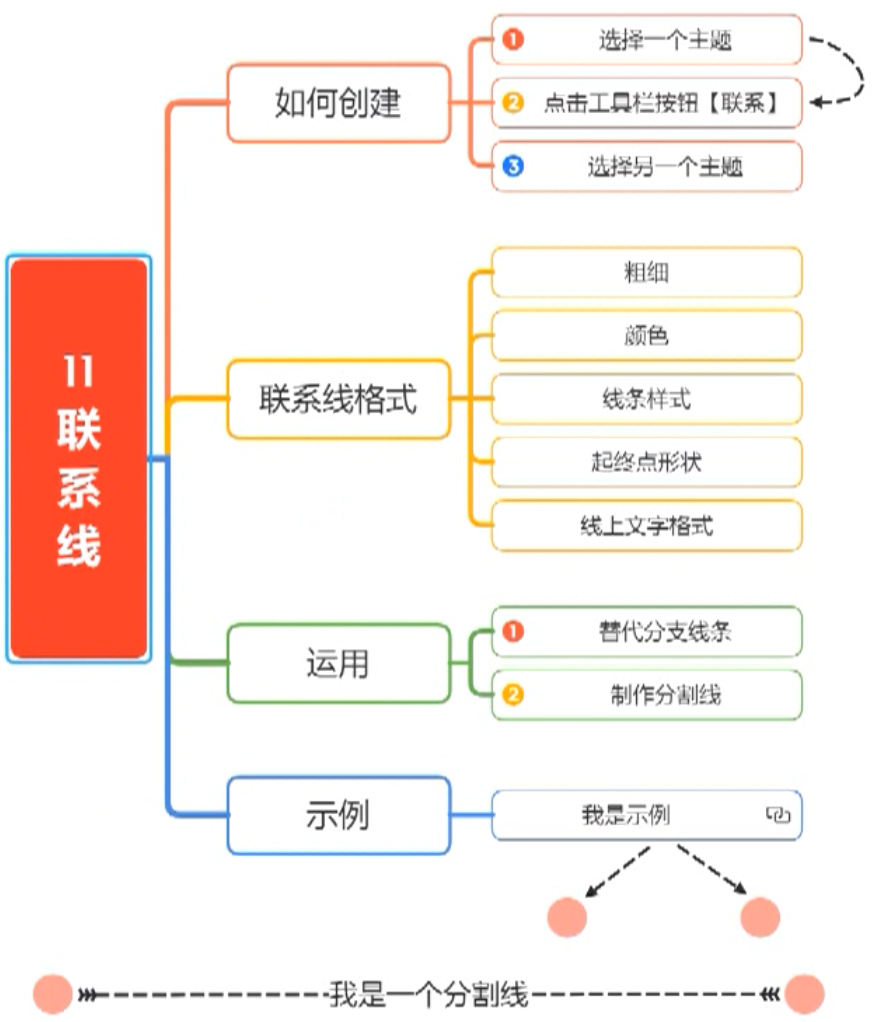 11
联系线
如何创建
1 选择一个主题
2 点击工具栏按钮【联系】
3 选择另一个主题
联系线格式
粗细
颜色
线条样式
起终点形状
线上文字格式
运用
1 替代分支线条
2 制作分割线
示例
我是示例
我是一个分割线